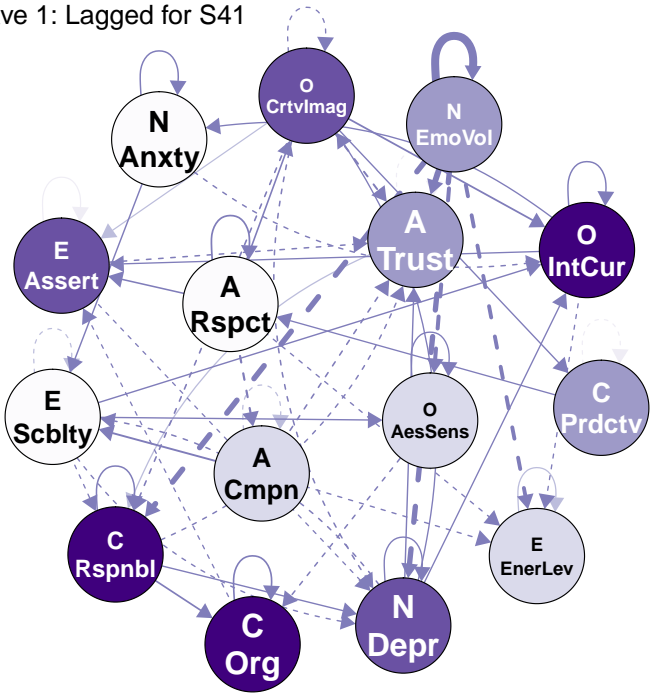 ve 1: Lagged for S41
O
CrtvImag
N
EmoVol
N
Anxty
A
Trust
O
IntCur
E
Assert
A
Rspct
C
Prdctv
E
Scblty
O
AesSens
A
Cmpn
C
Rspnbl
E
EnerLev
N
Depr
C
Org